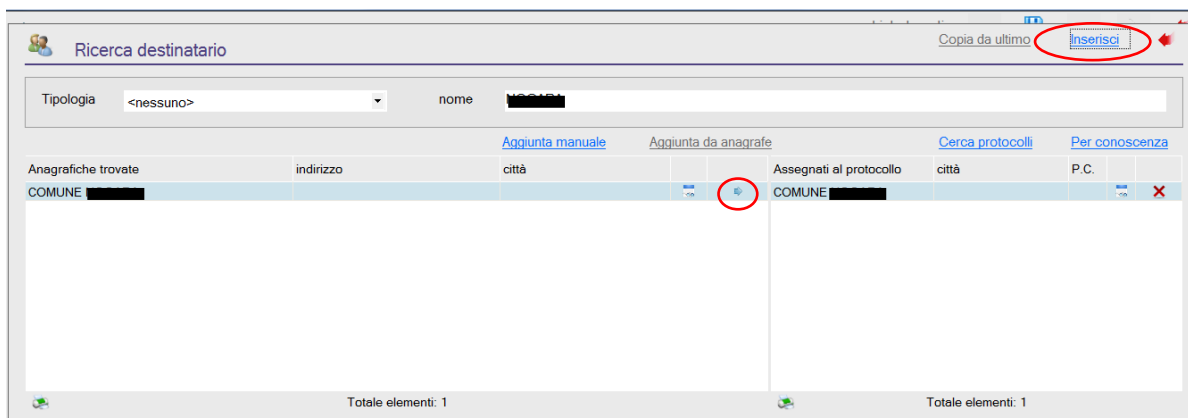 Ricerca destinatario
Copia da ultimo Inserisci
Tipologia <nessuno> nome
Aggiunta manuale Aggiunta da anagrafe Cerca protocolli Per conoscenza
Anagrafiche trovate indirizzo città Assegnati al protocollo città P.C.
COMUNE COMUNE
Totale elementi: 1 Totale elementi: 1